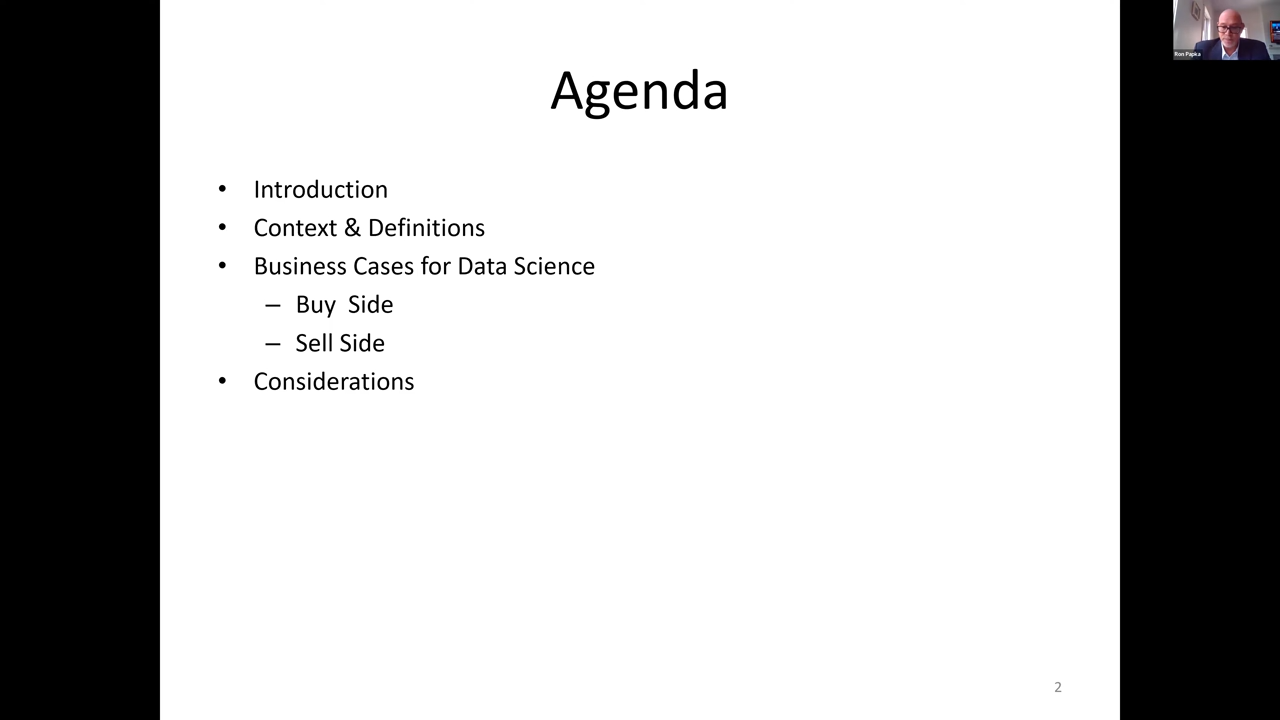 Agenda
• Introduction
• Context & Definitions
• Business Cases for Data Science
– Buy  Side
– Sell Side
• Considerations
2
Ron Papka